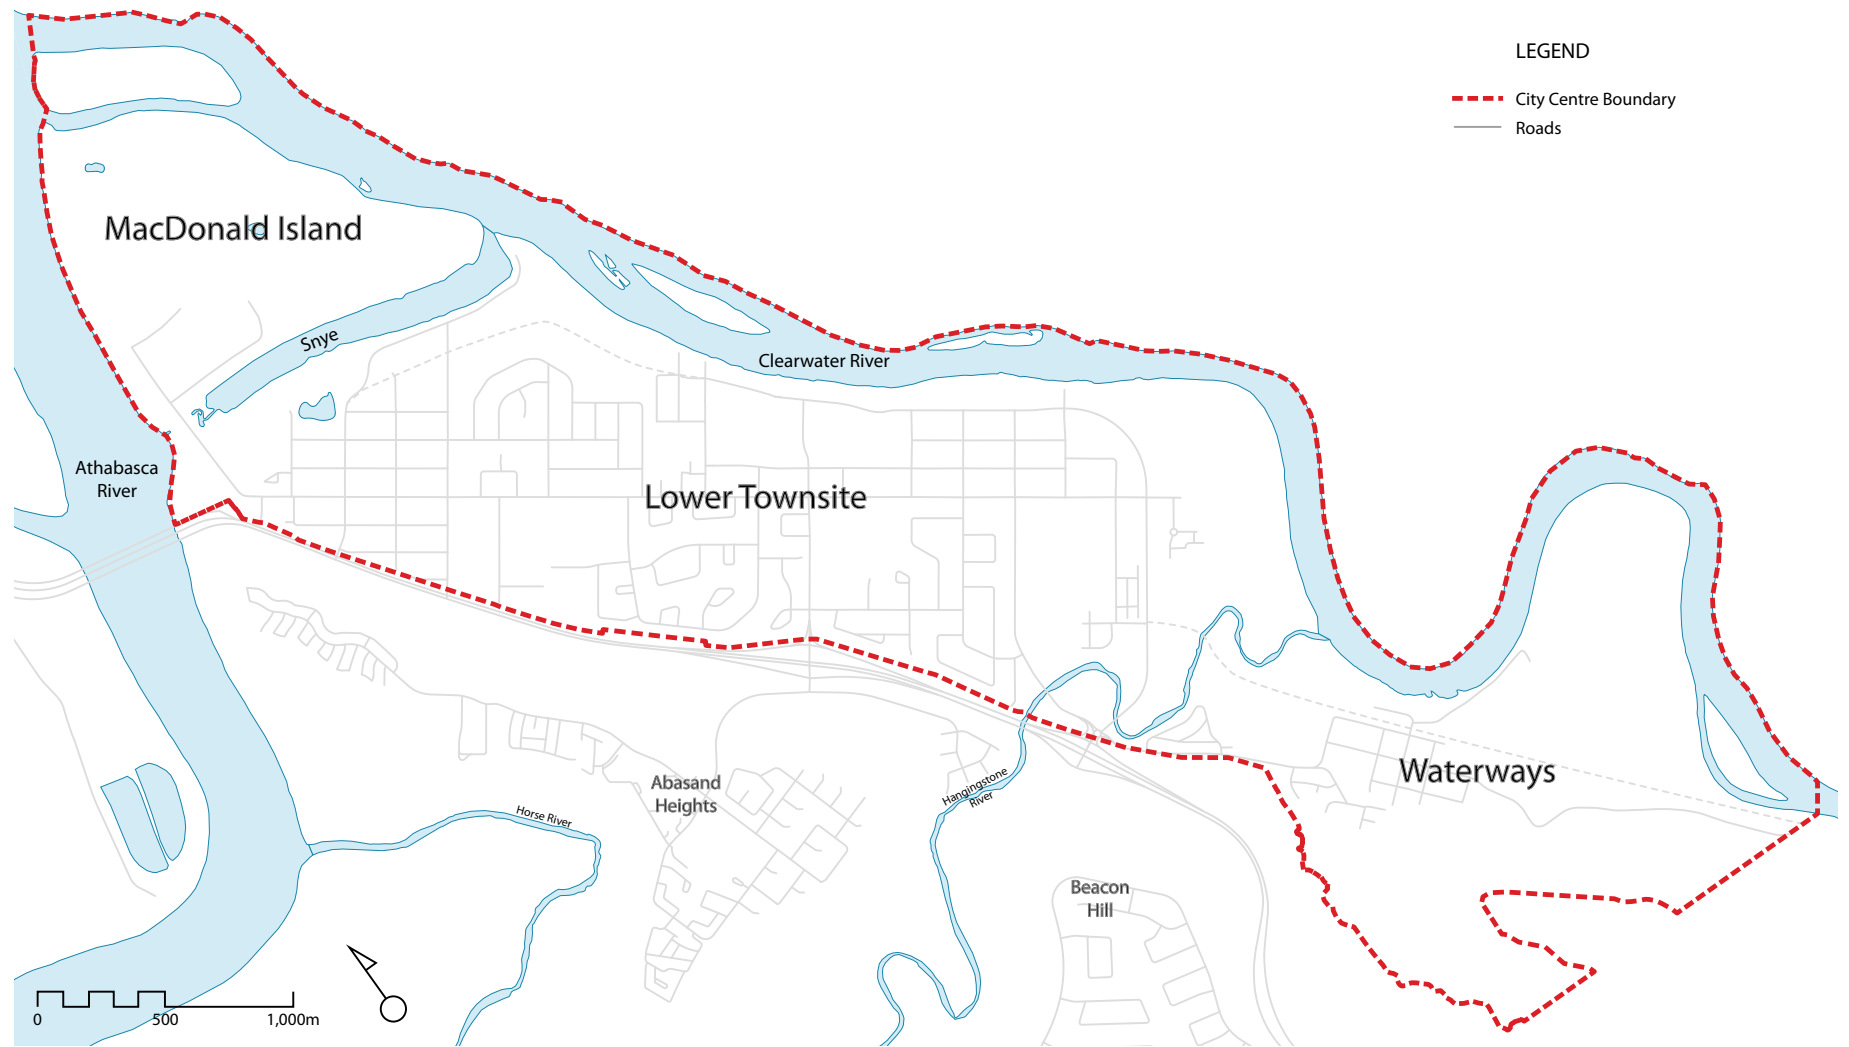 LEGEND
City Centre Boundary
Roads
MacDonald Island
Snye
Clearwater River
Athabasca
River
Lower Townsite
Waterways
Abasand
Heights
Hangingstone
River
Horse River
Beacon
Hill
0 500 1,000m